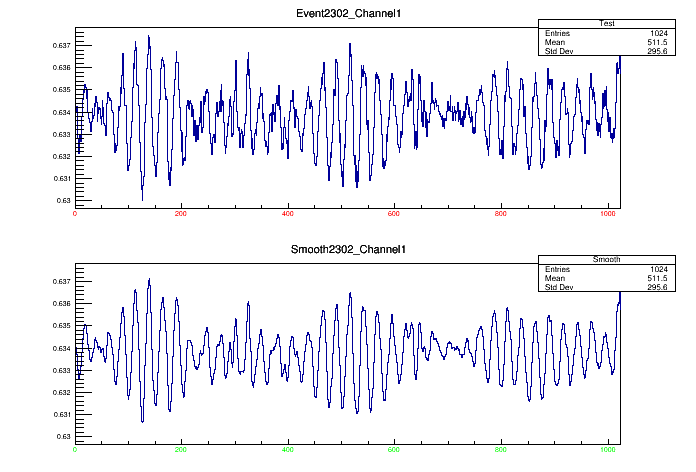 Event2302_Channel1
Test
Entries 1024
Mean 511.5
Std Dev 295.6
0.637
0.636
0.635
0.634
0.633
0.632
0.631
0.63
0 200 400 600 800 1000
Smooth2302_Channel1
Smooth
Entries 1024
Mean 511.5
Std Dev 295.6
0.637
0.636
0.635
0.634
0.633
0.632
0.631
0.63
0 200 400 600 800 1000